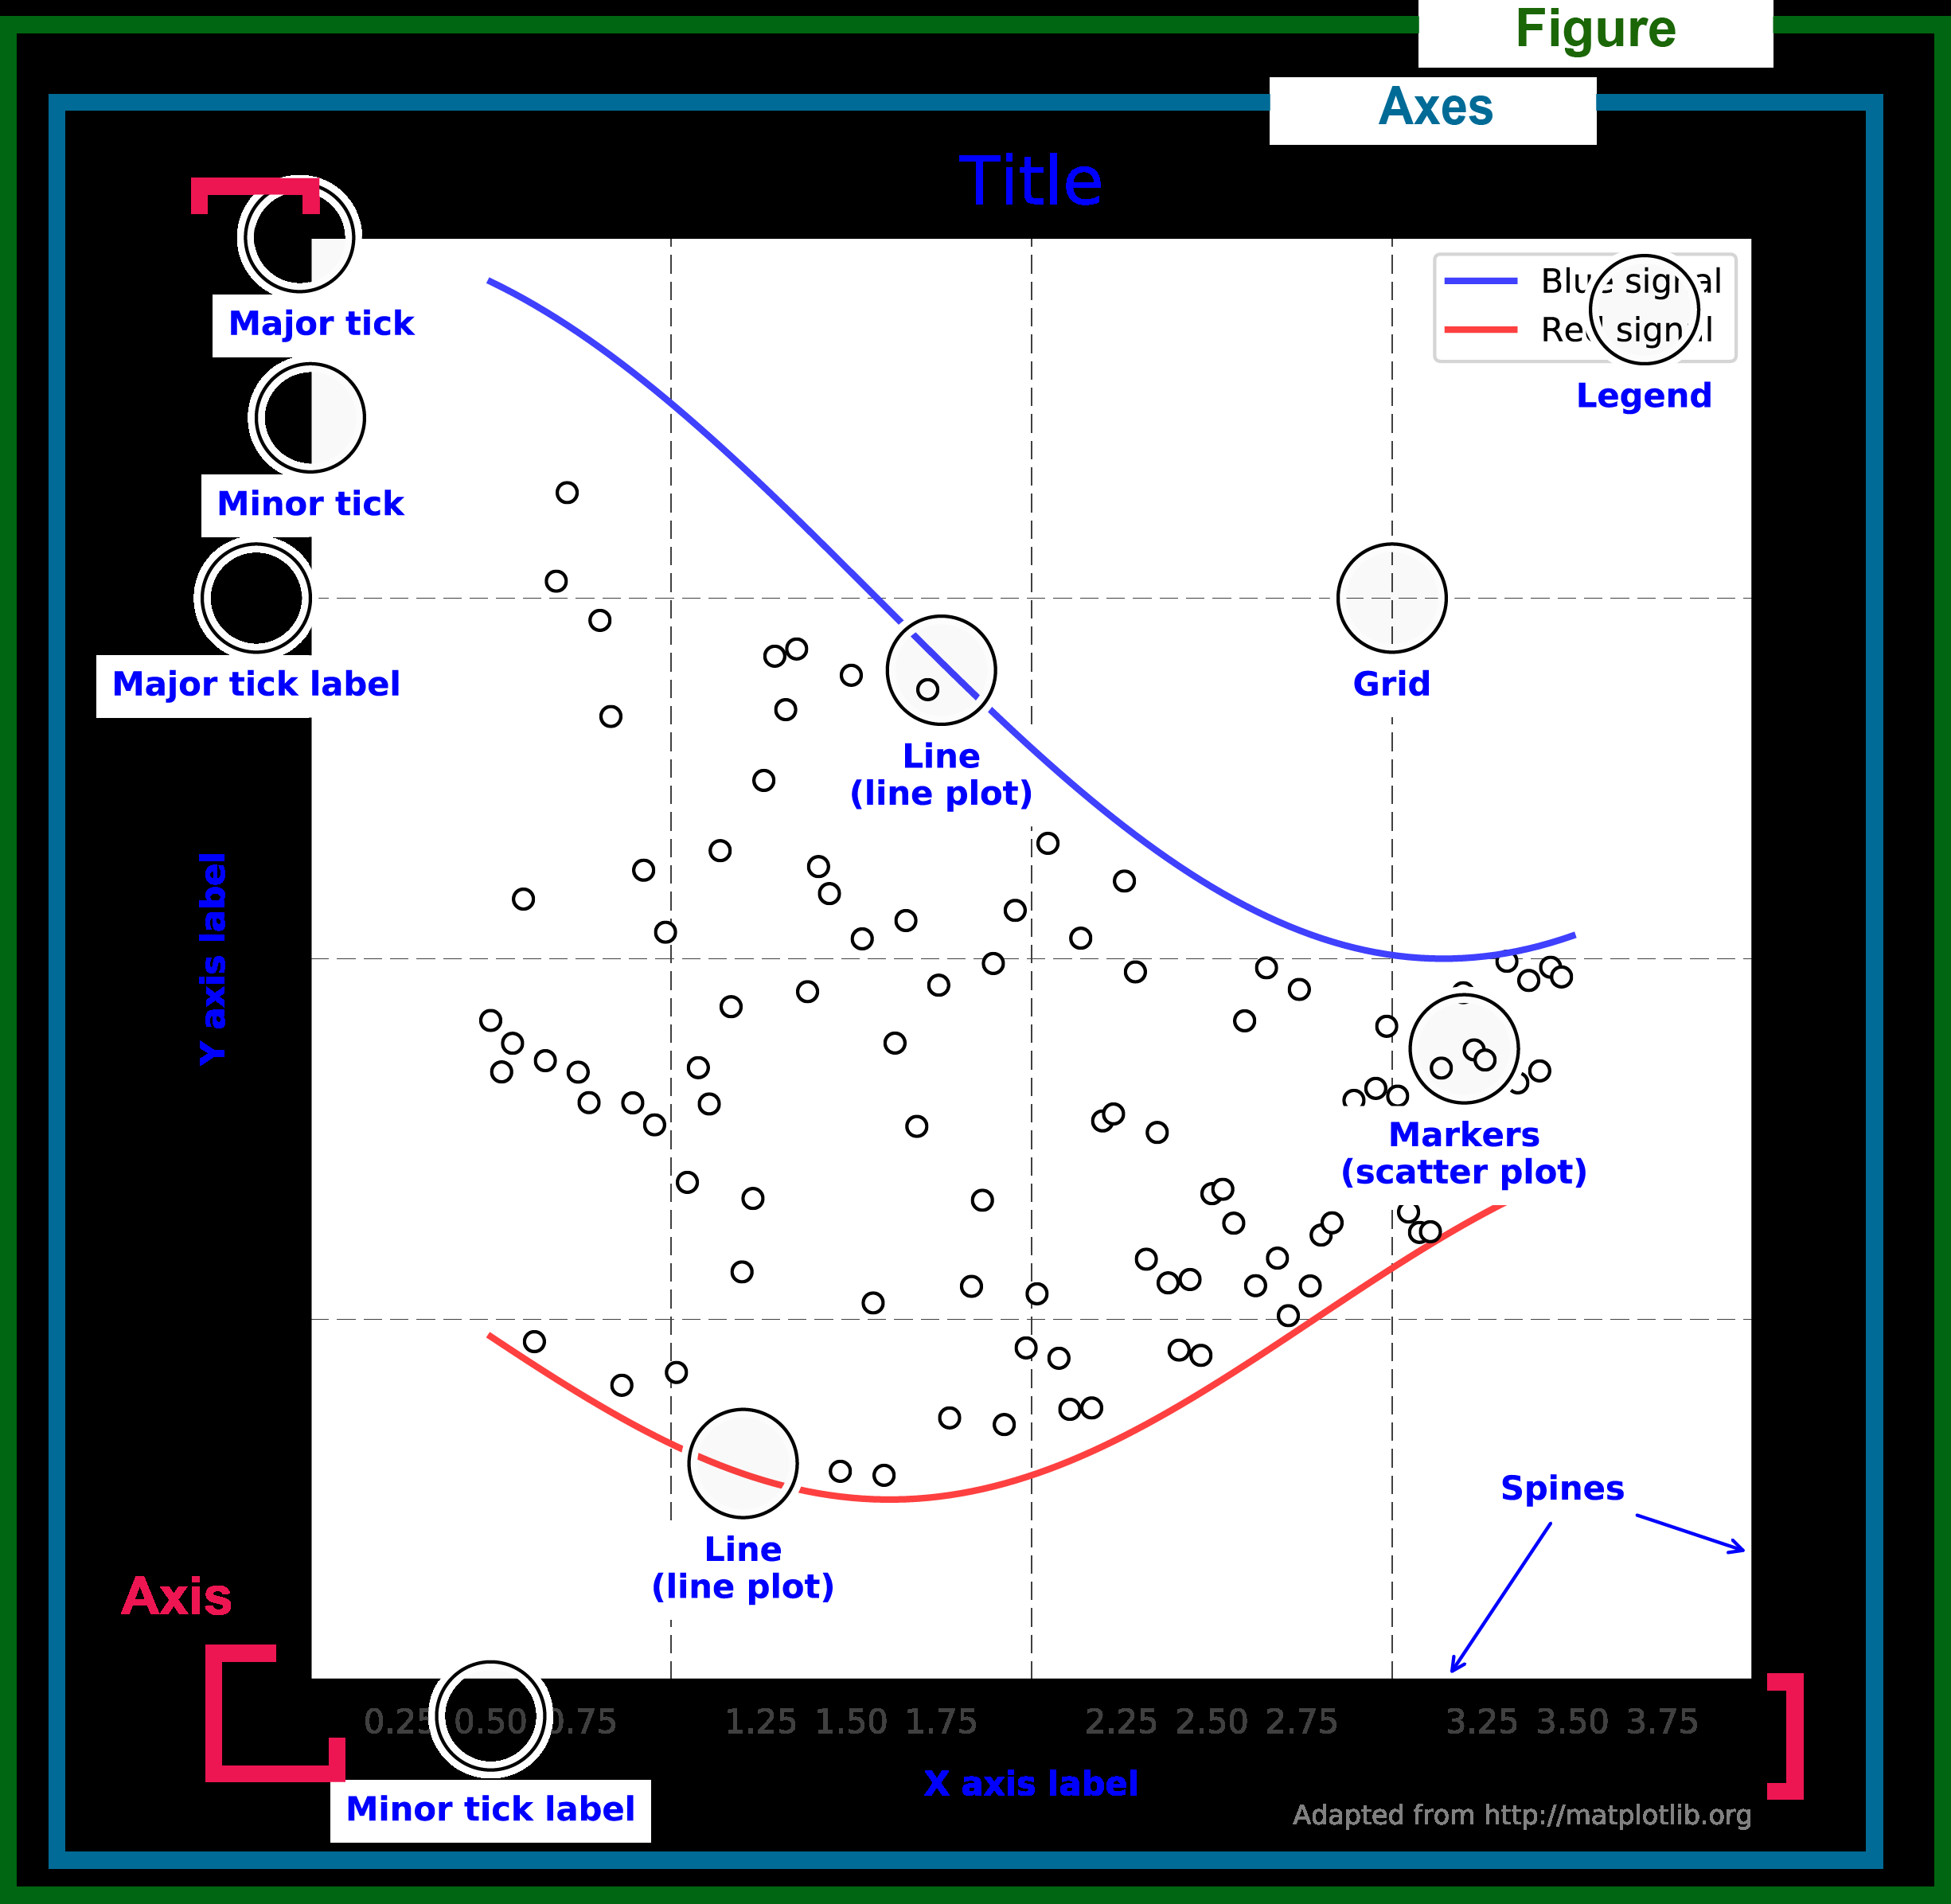 Figure
Axes
Title
Blue signal
Red signal
Legend
Major tick
Minor tick
Major tick label
Grid
Line
(line plot)
Y axis label
Markers
(scatter plot)
Spines
Line
(line plot)
Axis
0.25 0.50 0.75 1.25 1.50 1.75 2.25 2.50 2.75 3.25 3.50 3.75
X axis label
Minor tick label
Adapted from http://matplotlib.org